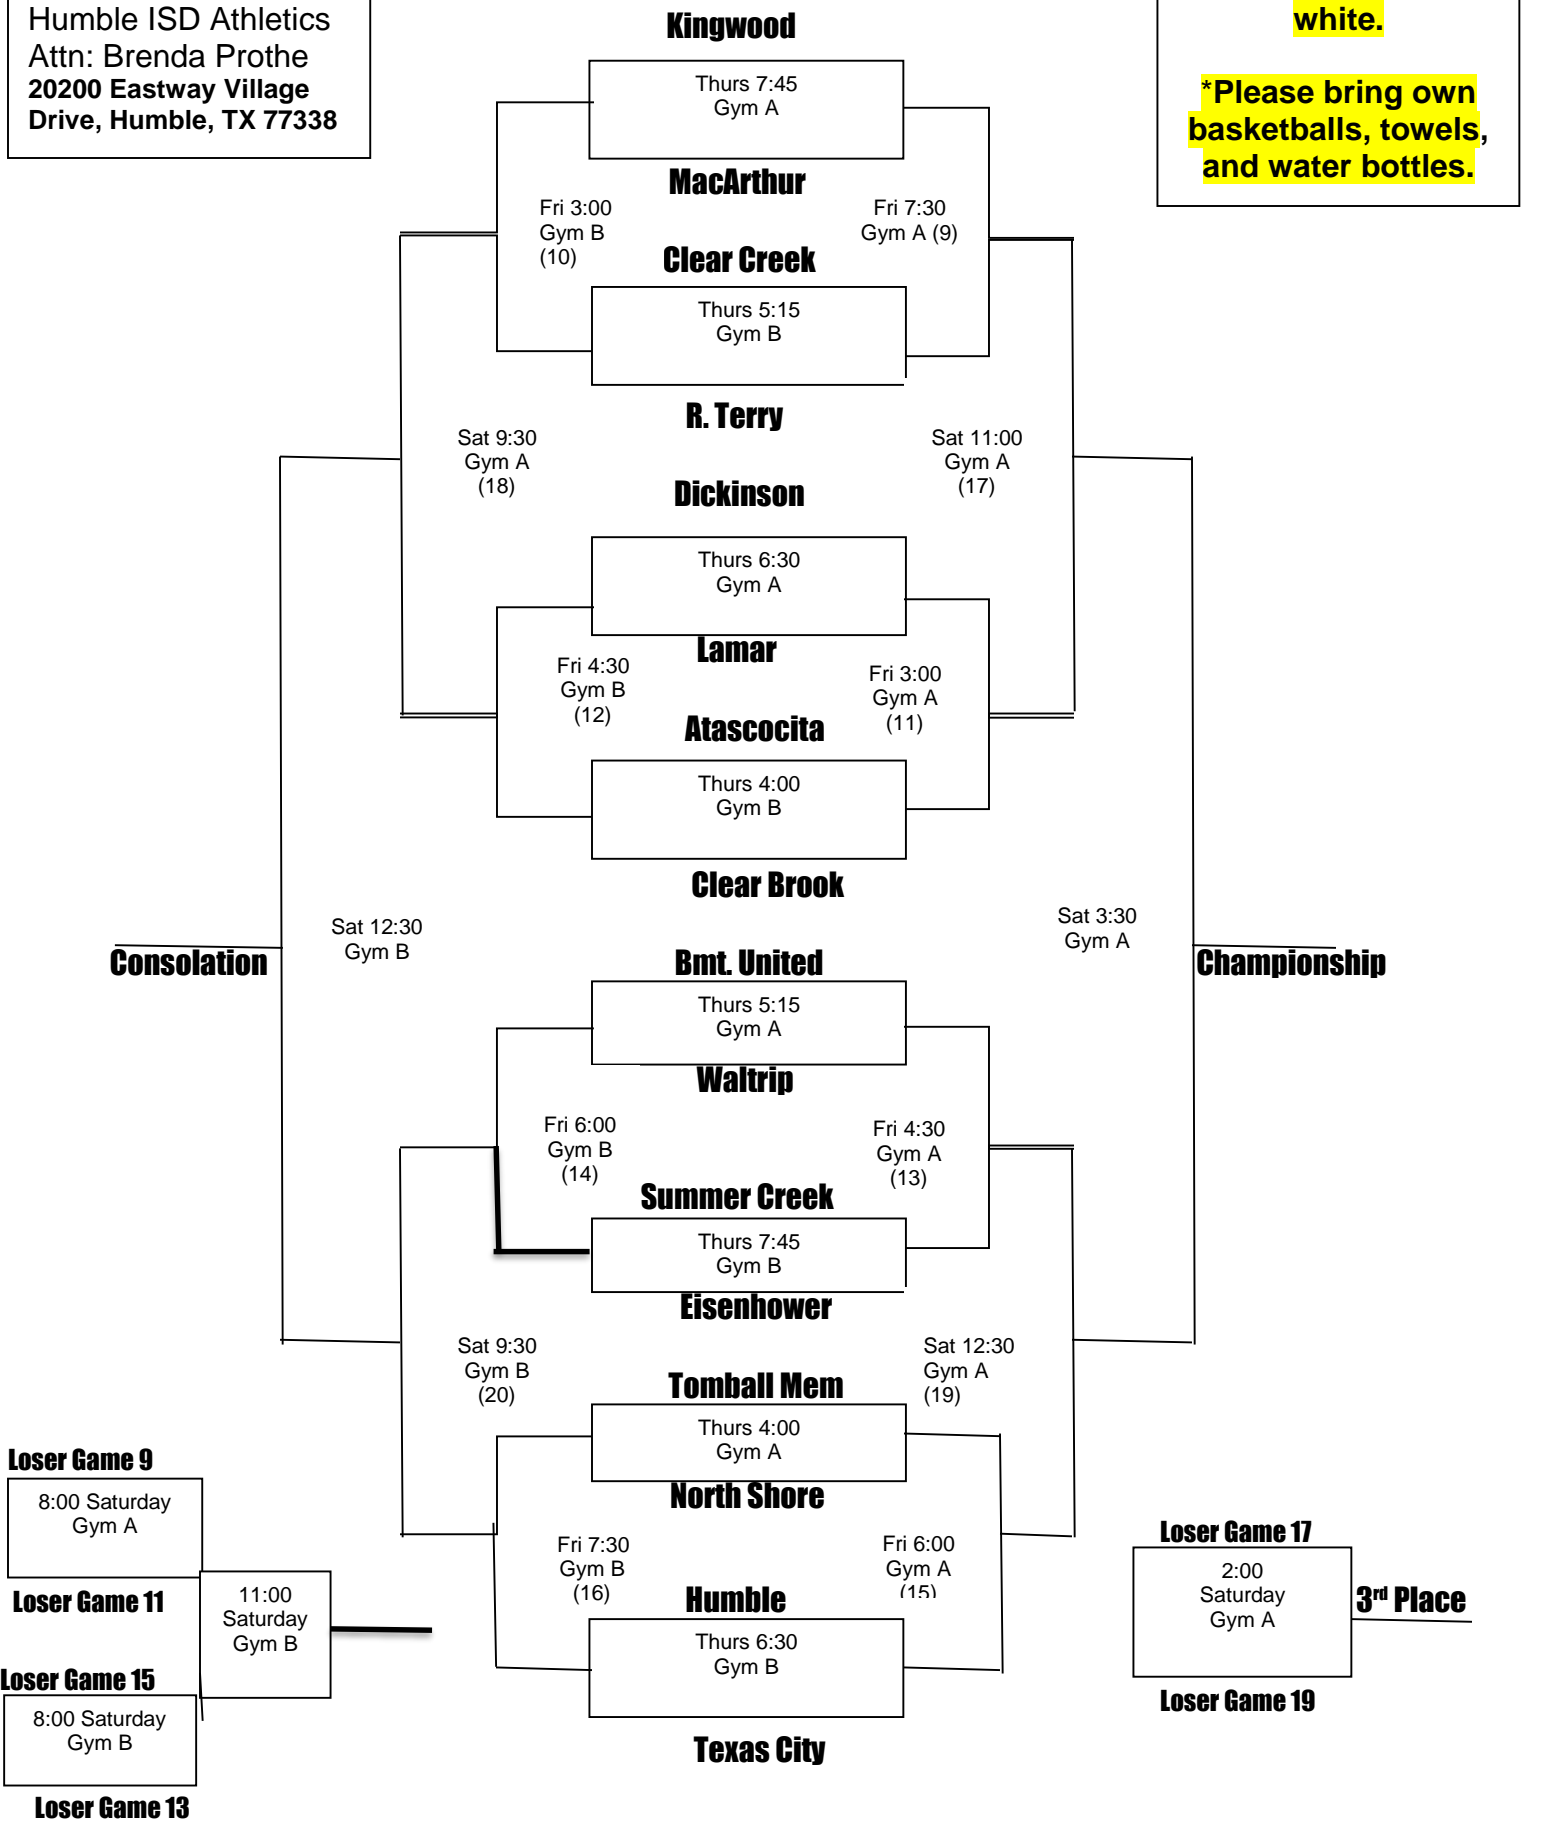 Humble ISD Athletics
Attn: Brenda Prothe
20200 Eastway Village
Drive, Humble, TX 77338
white.
*Please bring own
basketballs, towels,
and water bottles.
Kingwood
Thurs 7:45
Gym A
MacArthur
Fri 3:00
Gym B
(10)
Fri 7:30
Gym A (9)
Clear Creek
Thurs 5:15
Gym B
R. Terry
Sat 9:30
Gym A
(18)
Sat 11:00
Gym A
(17)
Dickinson
Thurs 6:30
Gym A
Lamar
Fri 4:30
Gym B
(12)
Fri 3:00
Gym A
(11)
Atascocita
Thurs 4:00
Gym B
Clear Brook
Sat 12:30
Gym B
Sat 3:30
Gym A
Consolation
Championship
Bmt. United
Thurs 5:15
Gym A
Waltrip
Fri 6:00
Gym B
(14)
Fri 4:30
Gym A
(13)
Summer Creek
Thurs 7:45
Gym B
Eisenhower
Sat 9:30
Gym B
(20)
Sat 12:30
Gym A
(19)
Tomball Mem
Thurs 4:00
Gym A
North Shore
Fri 7:30
Gym B
(16)
Fri 6:00
Gym A
(15)
Humble
Thurs 6:30
Gym B
Texas City
Loser Game 9
8:00 Saturday
Gym A
Loser Game 11
11:00
Saturday
Gym B
Loser Game 15
8:00 Saturday
Gym B
Loser Game 13
Loser Game 17
2:00
Saturday
Gym A
3rd Place
Loser Game 19